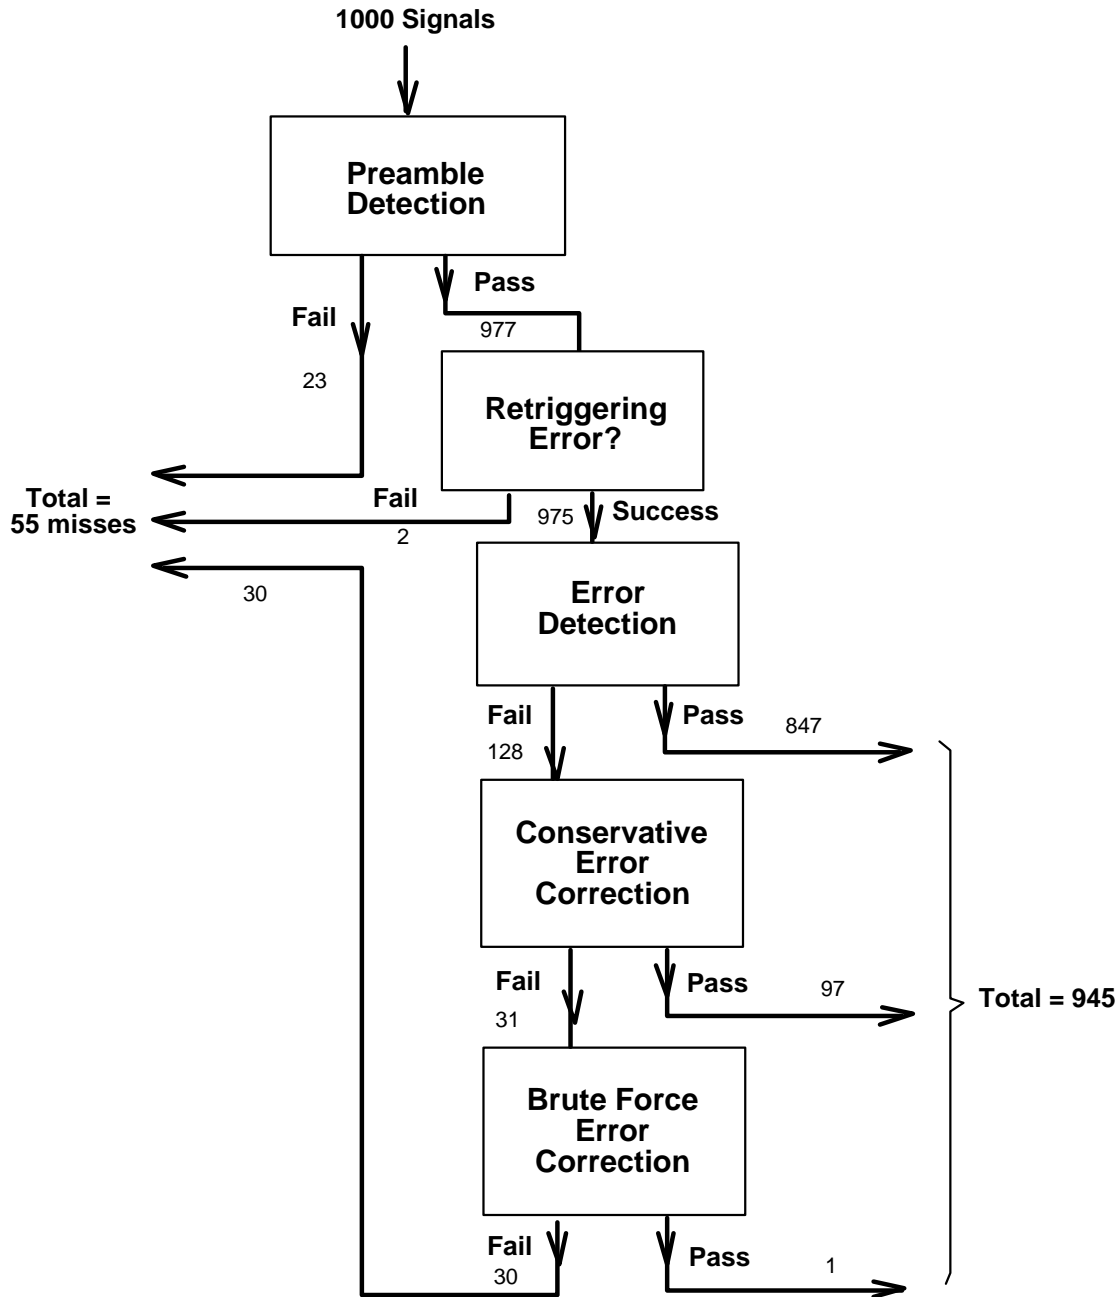 1000 Signals
Preamble
Detection
Pass
Fail
977
23
Retriggering
Error?
Total =
55 misses
Fail
2
975
Success
30
Error
Detection
Fail
128
Pass
847
Conservative
Error
Correction
Fail
31
Pass
97
Total = 945
Brute Force
Error
Correction
Fail
30
Pass
1